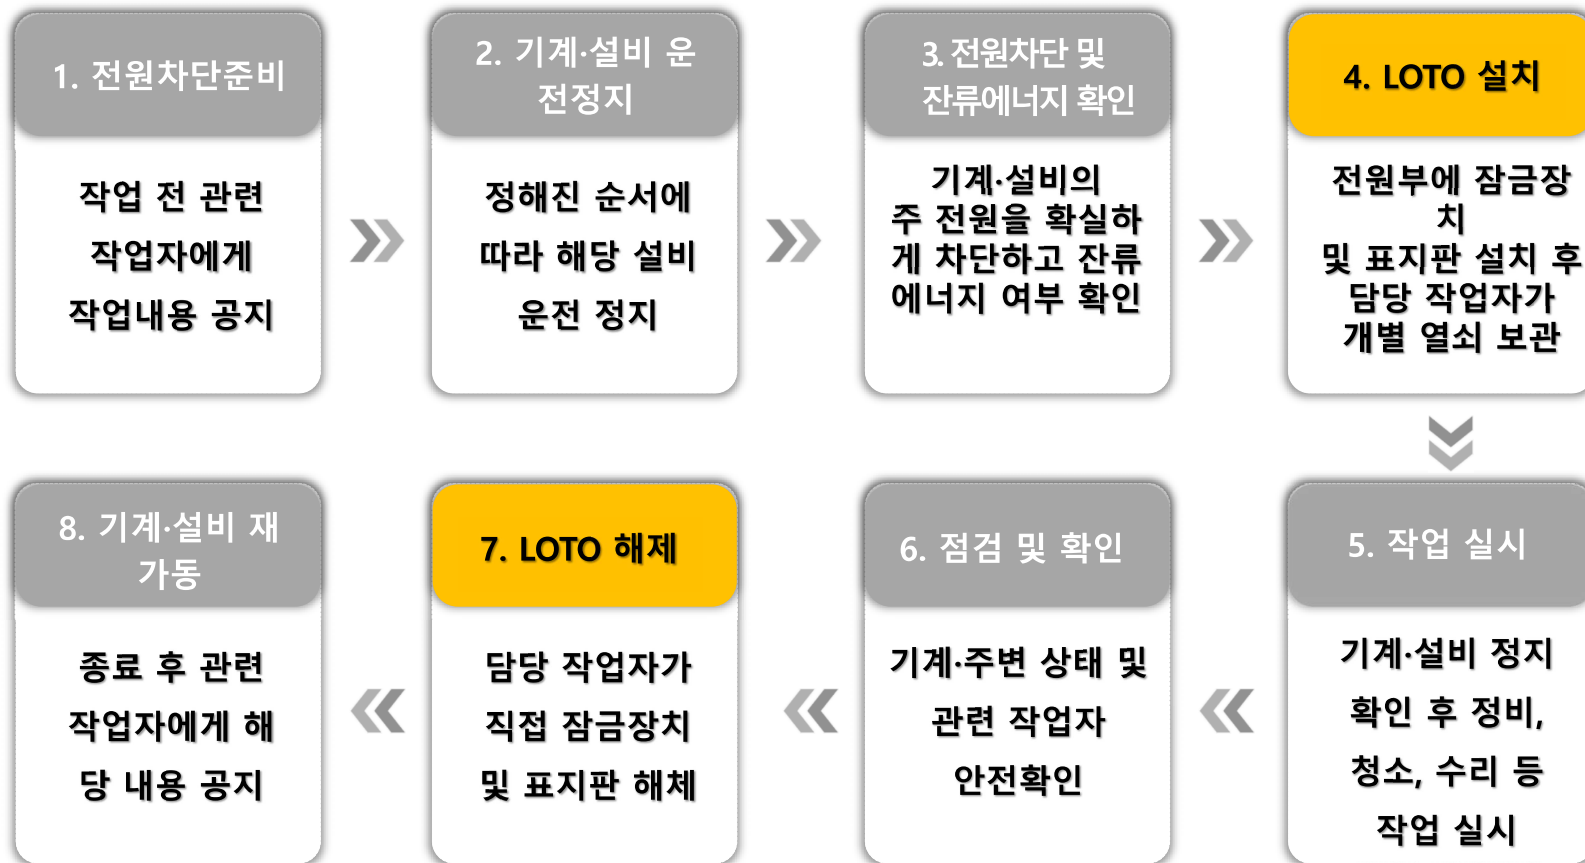 1. 전원차단준비
작업 전 관련
작업자에게
작업내용 공지
2. 기계·설비 운
전정지
정해진 순서에
따라 해당 설비
운전 정지
3. 전원차단 및
잔류에너지 확인
기계·설비의
주 전원을 확실하
게 차단하고 잔류
에너지 여부 확인
4. LOTO 설치
전원부에 잠금장
치
및 표지판 설치 후
담당 작업자가
개별 열쇠 보관
5. 작업 실시
기계·설비 정지
확인 후 정비,
청소, 수리 등
작업 실시
6. 점검 및 확인
기계·주변 상태 및
관련 작업자
안전확인
7. LOTO 해제
담당 작업자가
직접 잠금장치
및 표지판 해체
8. 기계·설비 재
가동
종료 후 관련
작업자에게 해
당 내용 공지